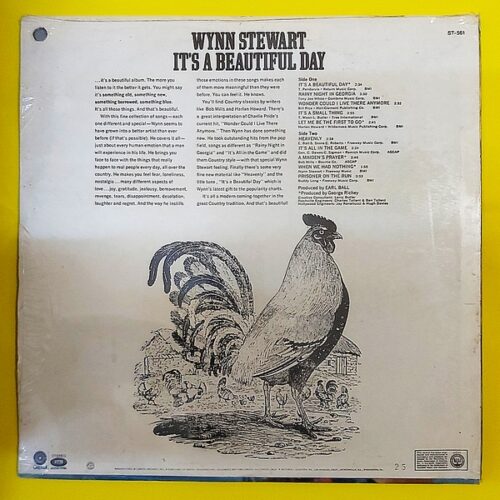 ST-561
WYNN STEWART
IT'S A BEAUTIFUL DAY
...it's a beautiful album. The more you
listen to it the better it gets. You might say
it's something old, something new,
something borrowed, something blue.
It's all those things. And that's beautiful.
With this fine collection of songs—each
one different and special—Wynn seems to
have grown into a better artist than ever
before (if that's possible). He covers it all—
just about every human emotion that a man
will experience in his life. He brings you
face to face with the things that really
happen to real people every day, all over the
country. He makes you feel fear, loneliness,
nostalgia ... many different aspects of
love ... joy, gratitude, jealousy, bereavement,
revenge, tears, disappointment, desolation,
laughter and regret. And the way he instills
those emotions in these songs makes each
of them more meaningful than they were
before. You can feel it. He knows.
You'll find Country classics by writers
like Bob Wills and Harlan Howard. There's
a great interpretation of Charlie Pride's
current hit, "Wonder Could I Live There
Anymore." Then Wynn has done something
new. He took outstanding hits from the pop
field, songs as different as "Rainy Night in
Georgia" and "It's All in the Game" and did
them Country style—with that special Wynn
Stewart feeling. Finally there's some very
fine new material like "Heavenly" and the
title tune, "It's a Beautiful Day" which is
Wynn's latest gift to the popularity charts.
It's all a modern coming-together in the
great Country tradition. And that's beautiful!
Side One
IT'S A BEAUTIFUL DAY*
RAINY NIGHT IN GEORGIA
WONDER COULD I LIVE THERE ANYMORE
IT'S A SMALL THING
LET ME BE THE FIRST TO GO*
Side Two
HEAVENLY
IT'S ALL IN THE GAME
A MAIDEN'S PRAYER*
WHEN WE HAD NOTHING*
PRISONER ON THE RUN
Produced by EARL BALL
*Produced by George Richey
25